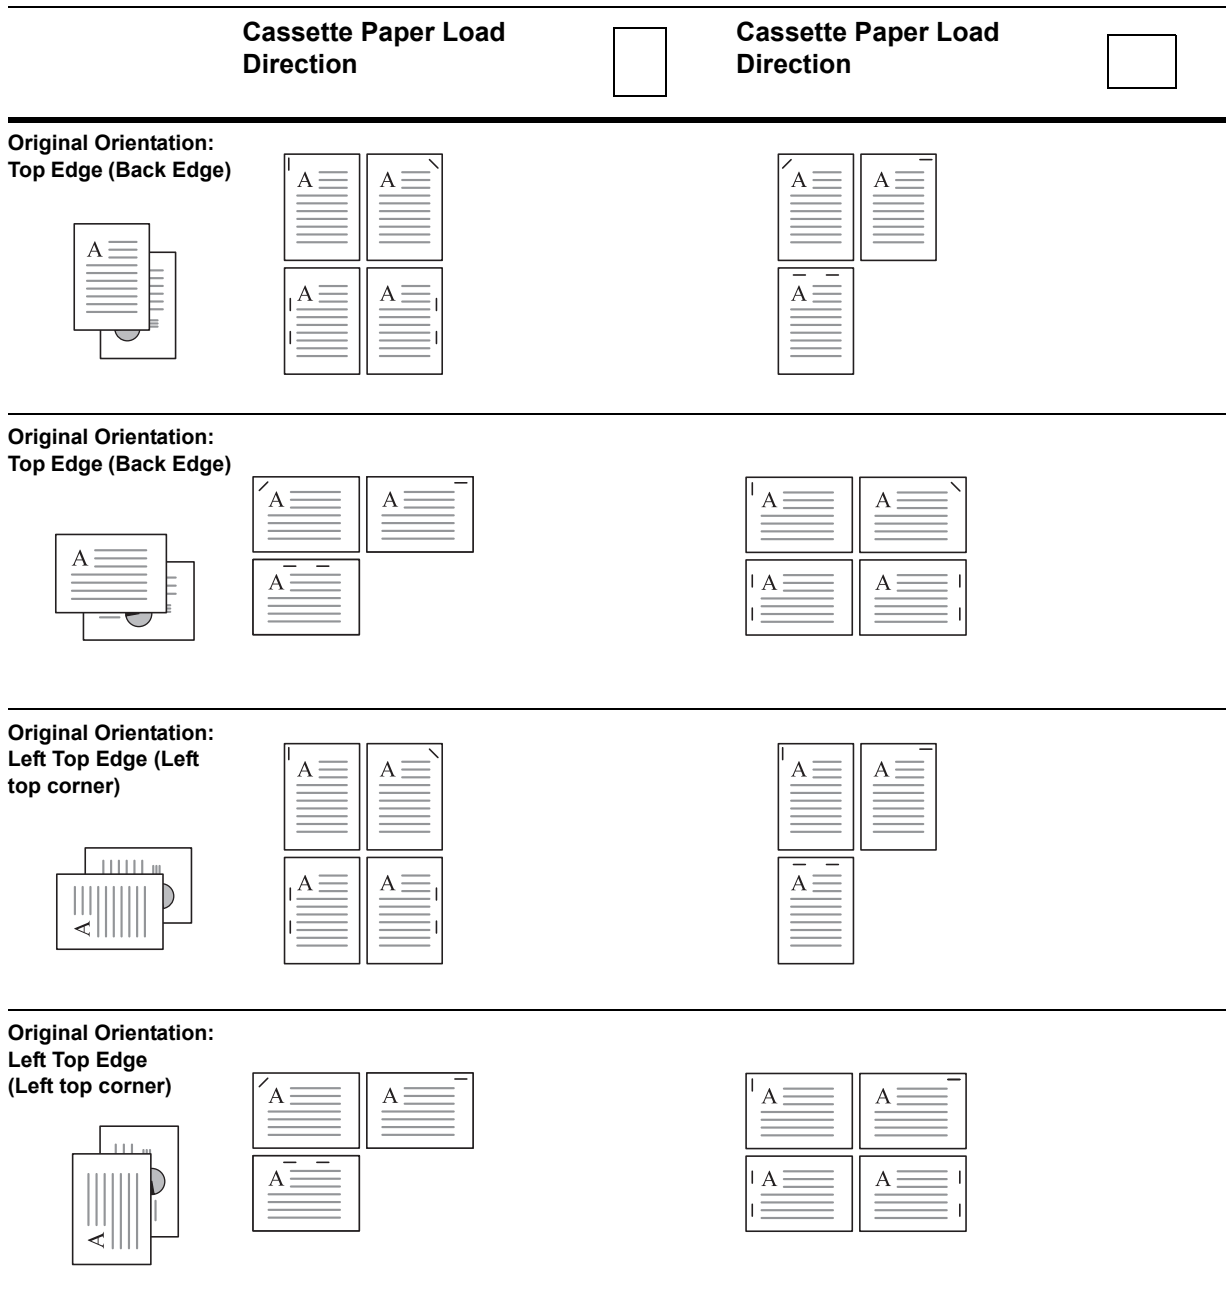 Cassette Paper Load
Direction
Cassette Paper Load
Direction
Original Orientation:
Top Edge (Back Edge)
A
A
A
A
A
A
A
A
Original Orientation:
Top Edge (Back Edge)
A
A
A
A
A
A
A
A
Original Orientation:
Left Top Edge (Left
top corner)
A
A
A
A
A
A
A
A
Original Orientation:
Left Top Edge
(Left top corner)
A
A
A
A
A
A
A
A